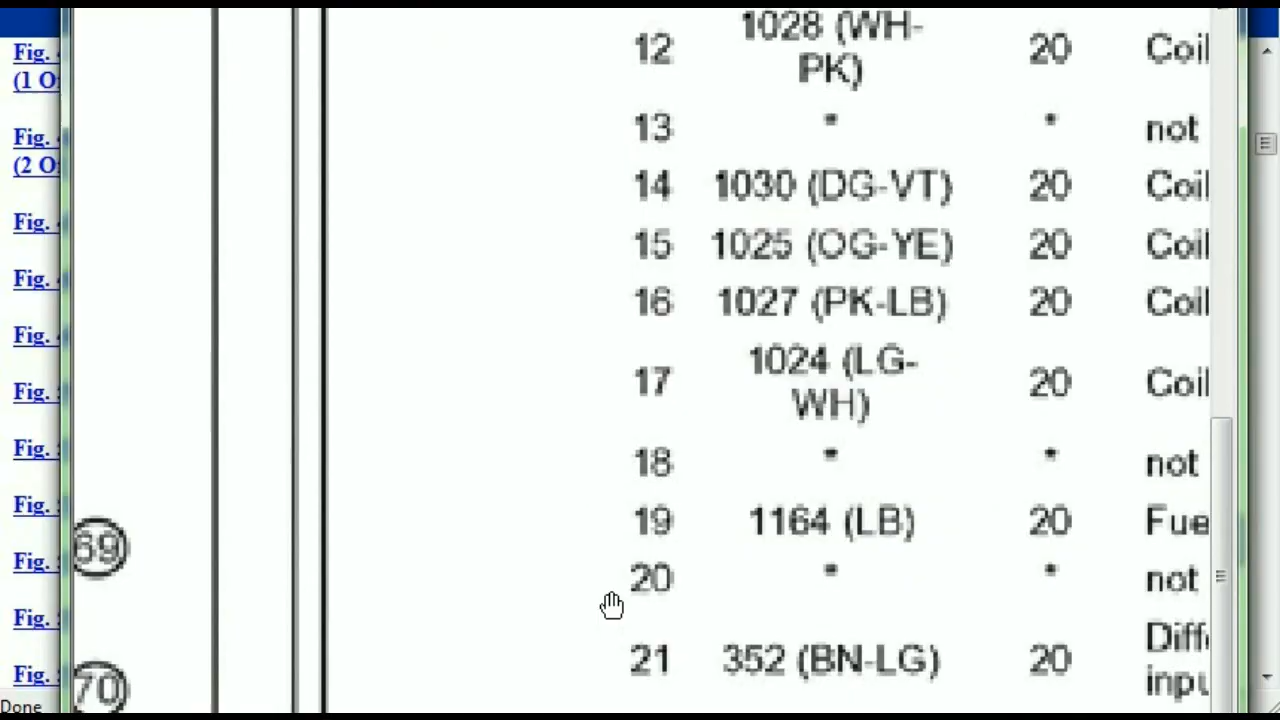 Fig.
(1 O
Fig.
(2 O
Fig.
Fig.
Fig.
Fig.
Fig.
Fig.
Fig.
Fig.
Fig.
Done
69
70
12 1028 (WH- 20 Coil
PK)
13 * * not
14 1030 (DG-VT) 20 Coil
15 1025 (OG-YE) 20 Coil
16 1027 (PK-LB) 20 Coil
17 1024 (LG- 20 Coil
WH)
18 * * not
19 1164 (LB) 20 Fue
20 * * not
21 352 (BN-LG) 20 Diff
inpu